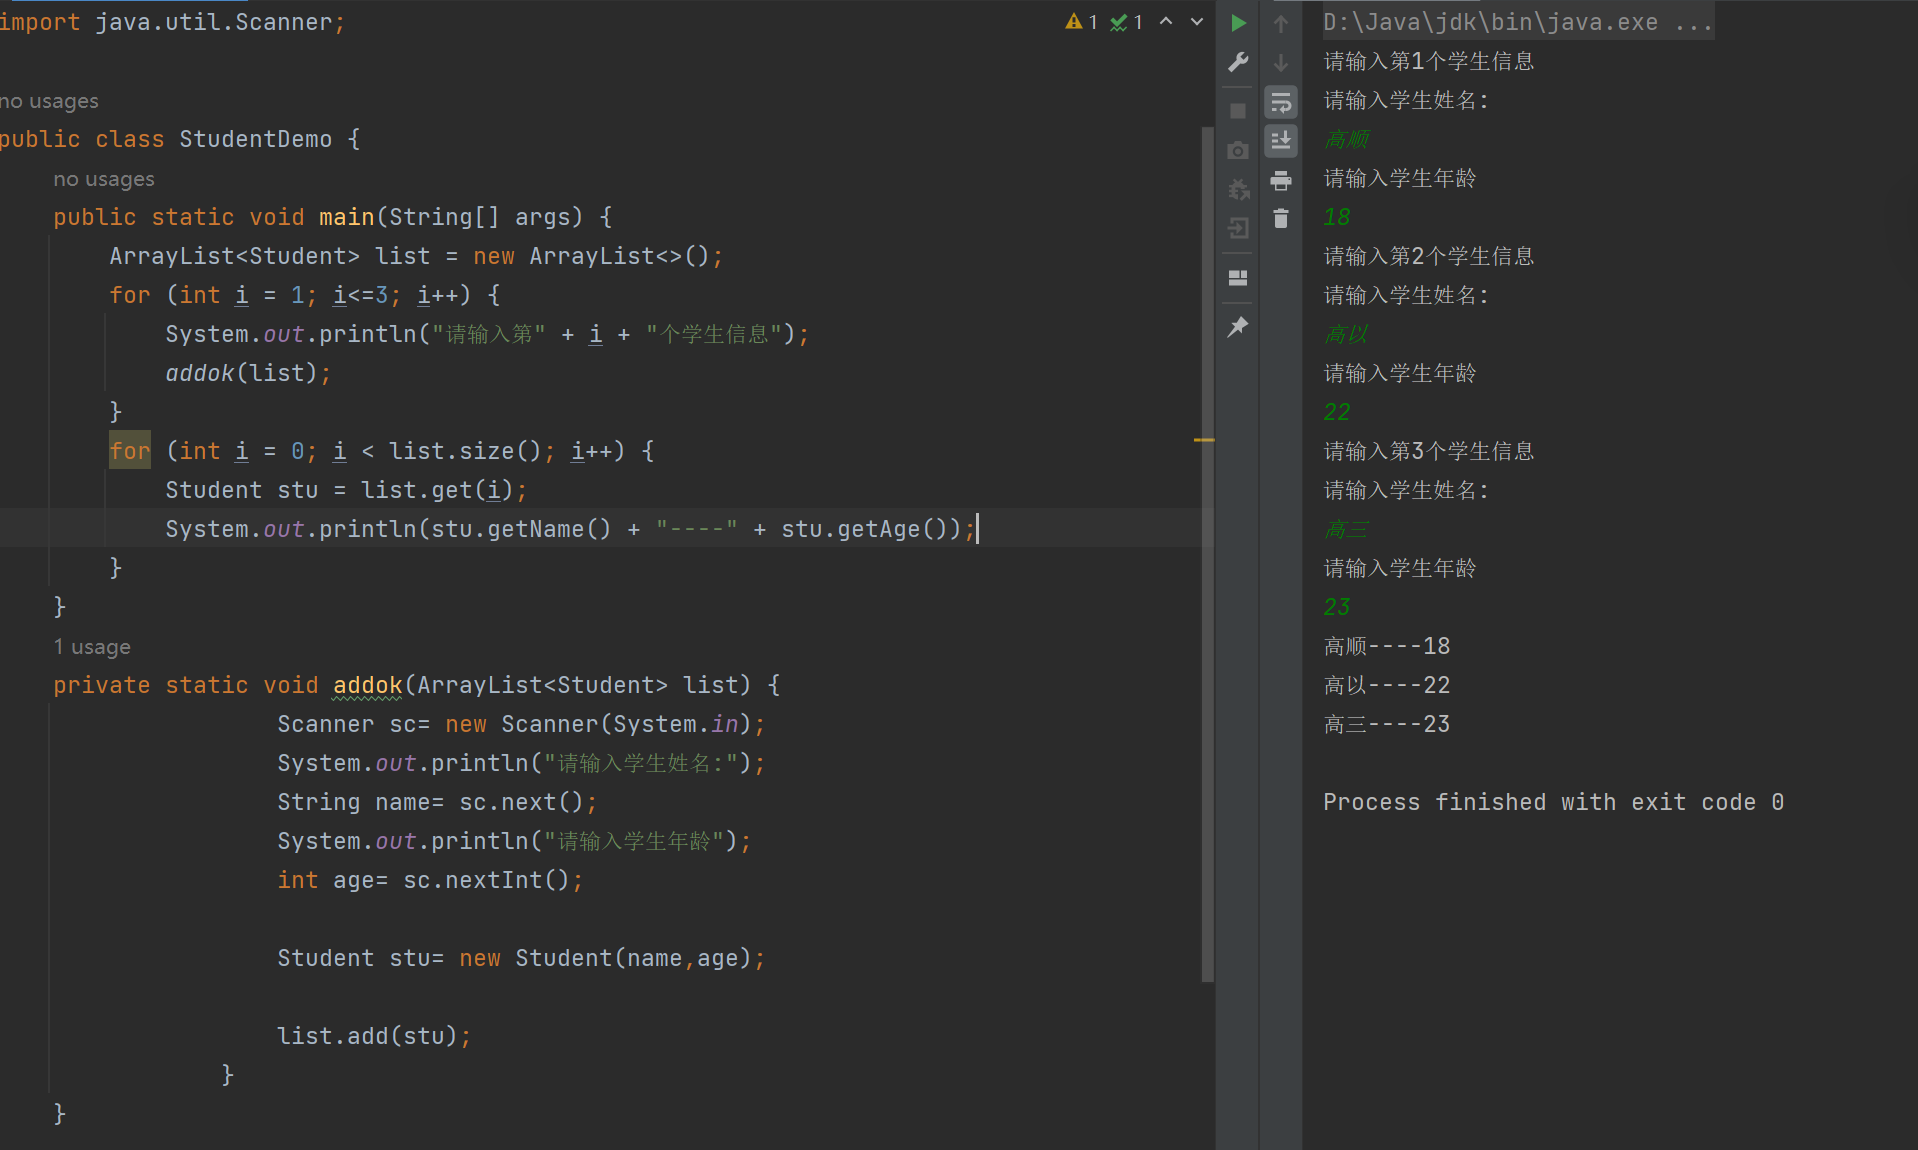 import java.util.Scanner;
1 1
no usages
public class StudentDemo {
no usages
public static void main(String[] args) {
ArrayList<Student> list = new ArrayList<>();
for (int i = 1; i<=3; i++) {
System.out.println("请输入第" + i + "个学生信息");
addok(list);
}
for (int i = 0; i < list.size(); i++) {
Student stu = list.get(i);
System.out.println(stu.getName() + "----" + stu.getAge());
}
}
1 usage
private static void addok(ArrayList<Student> list) {
Scanner sc= new Scanner(System.in);
System.out.println("请输入学生姓名:");
String name= sc.next();
System.out.println("请输入学生年龄");
int age= sc.nextInt();
Student stu= new Student(name,age);
list.add(stu);
}
}
D:\Java\jdk\bin\java.exe ...
请输入第1个学生信息
请输入学生姓名:
高顺
请输入学生年龄
18
请输入第2个学生信息
请输入学生姓名:
高以
请输入学生年龄
22
请输入第3个学生信息
请输入学生姓名:
高三
请输入学生年龄
23
高顺----18
高以----22
高三----23
Process finished with exit code 0